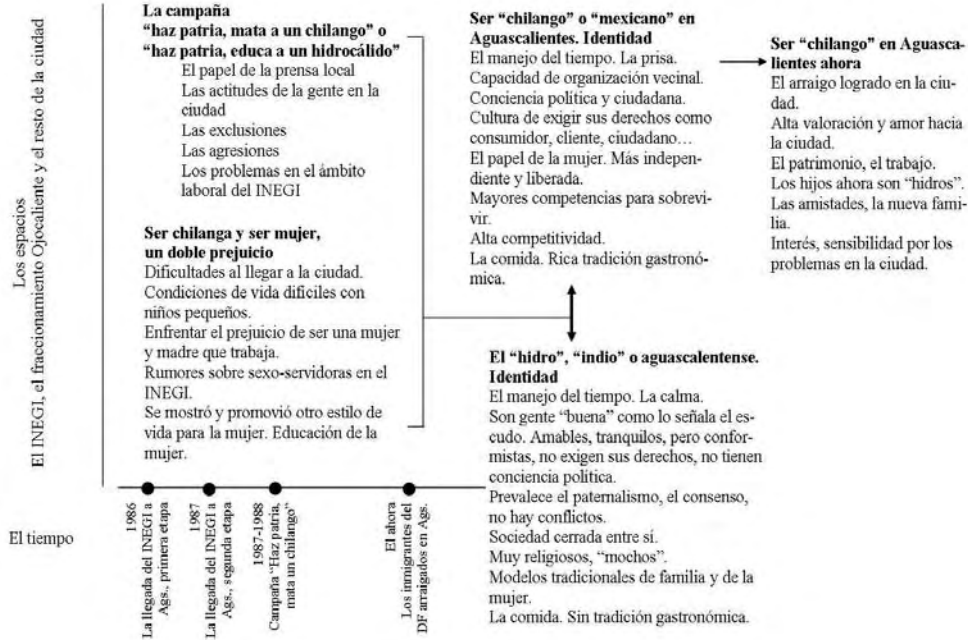 Los espacios
El INEGI, el fraccionamiento Ojocaliente y el resto de la ciudad
La campaña
“haz patria, mata a un chilango” o
“haz patria, educa a un hidrocálido”
El papel de la prensa local
Las actitudes de la gente en la
ciudad
Las exclusiones
Las agresiones
Los problemas en el ámbito
laboral del INEGI
Ser chilanga y ser mujer,
un doble prejuicio
Dificultades al llegar a la ciudad.
Condiciones de vida difíciles con
niños pequeños.
Enfrentar el prejuicio de ser una mujer
y madre que trabaja.
Rumores sobre sexo-servidoras en el
INEGI.
Se mostró y promovió otro estilo de
vida para la mujer. Educación de la
mujer.
Ser “chilango” o “mexicano” en
Aguascalientes. Identidad
El manejo del tiempo. La prisa.
Capacidad de organización vecinal.
Conciencia política y ciudadana.
Cultura de exigir sus derechos como
consumidor, cliente, ciudadano…
El papel de la mujer. Más indepen-
diente y liberada.
Mayores competencias para sobrevi-
vir.
Alta competitividad.
La comida. Rica tradición gastronó-
mica.
Ser “chilango” en Aguasca-
lientes ahora
El arraigo logrado en la ciu-
dad.
Alta valoración y amor hacia
la ciudad.
El patrimonio, el trabajo.
Los hijos ahora son “hidros”.
Las amistades, la nueva fami-
lia.
Interés, sensibilidad por los
problemas en la ciudad.
El “hidro”, “indio” o aguascalentense.
Identidad
El manejo del tiempo. La calma.
Son gente “buena” como lo señala el es-
cudo. Amables, tranquilos, pero confor-
mistas, no exigen sus derechos, no tienen
conciencia política.
Prevalece el paternalismo, el consenso,
no hay conflictos.
Sociedad cerrada entre sí.
Muy religiosos, “mochos”.
Modelos tradicionales de familia y de la
mujer.
La comida. Sin tradición gastronómica.
El tiempo
1986
La llegada del INEGI a
Ags., primera etapa
1987
La llegada del INEGI a
Ags., segunda etapa
1987-1988
Campaña “Haz patria,
mata un chilango”
El ahora
Los inmigrantes del
DF arraigados en Ags.